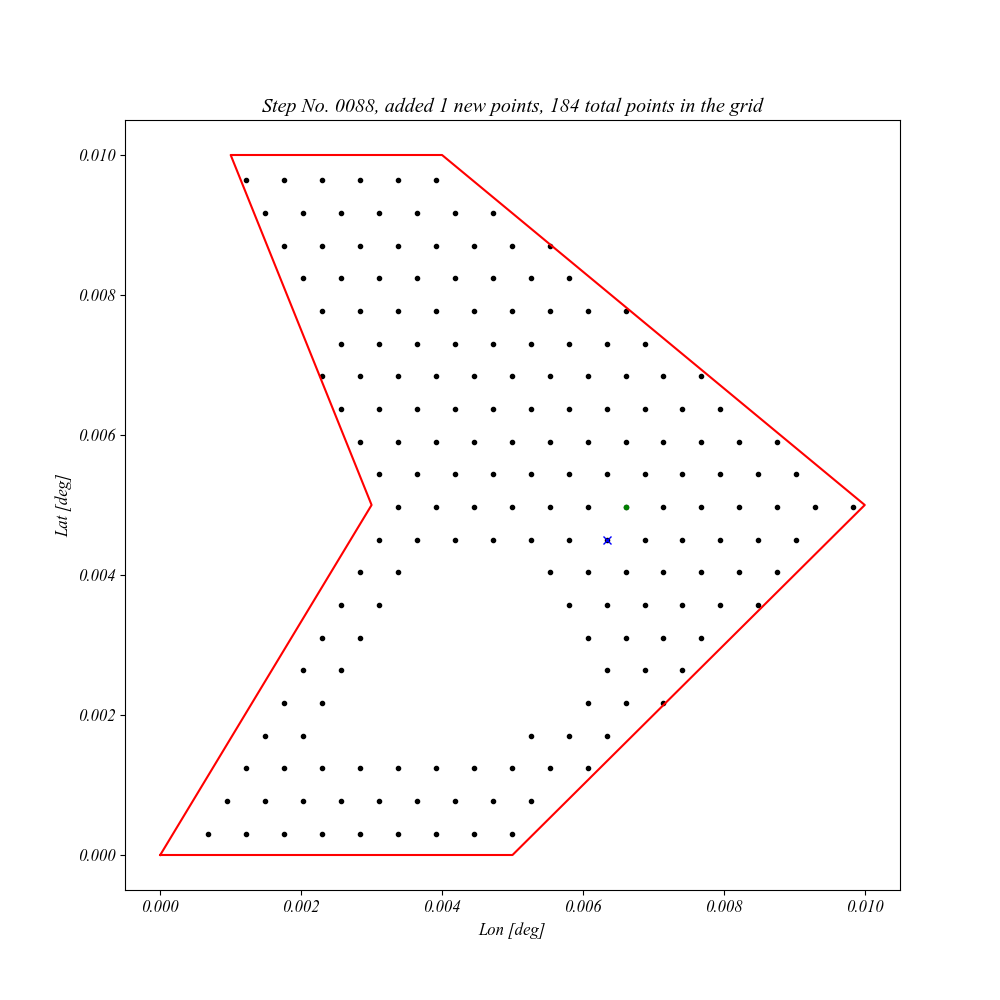 Step No. 0088, added 1 new points, 184 total points in the grid
0.010
0.008
0.006
0.004
0.002
0.000
Lat [deg]
0.000 0.002 0.004 0.006 0.008 0.010
Lon [deg]